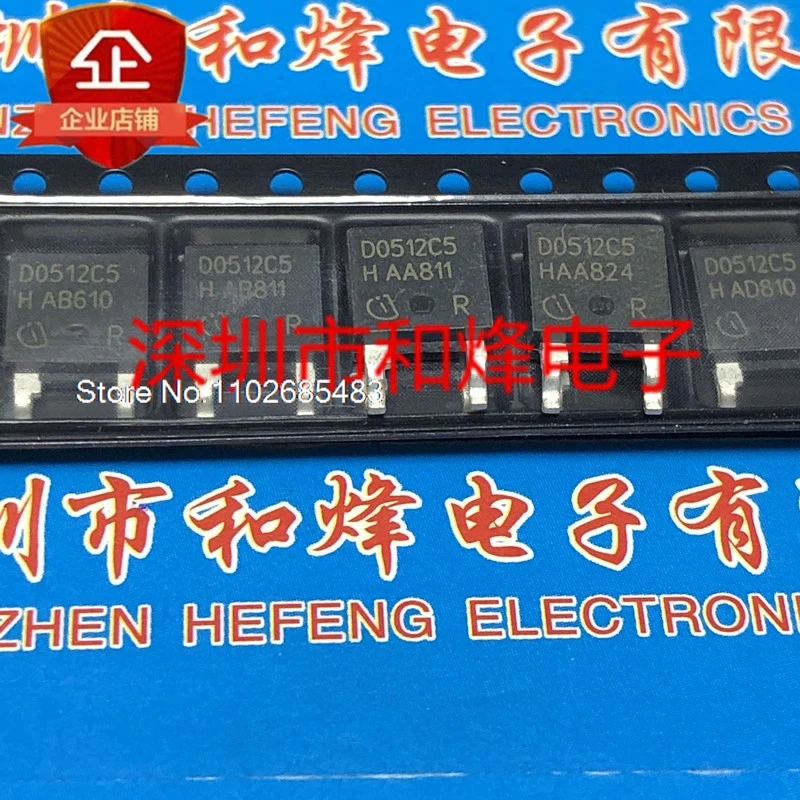 圳市和烽电子有限
企
企业店铺
HEFENG ELECTRONICS
D0512C5
H AB610
D0512C5
H AB811
R
D0512C5
H AA811
R
D0512C5
HAA824
R
D0512C5
H AD810
深圳市和烽电子
Store No.:1102685483
圳市和烽电子有
ZHEN HEFENG ELECTRONI